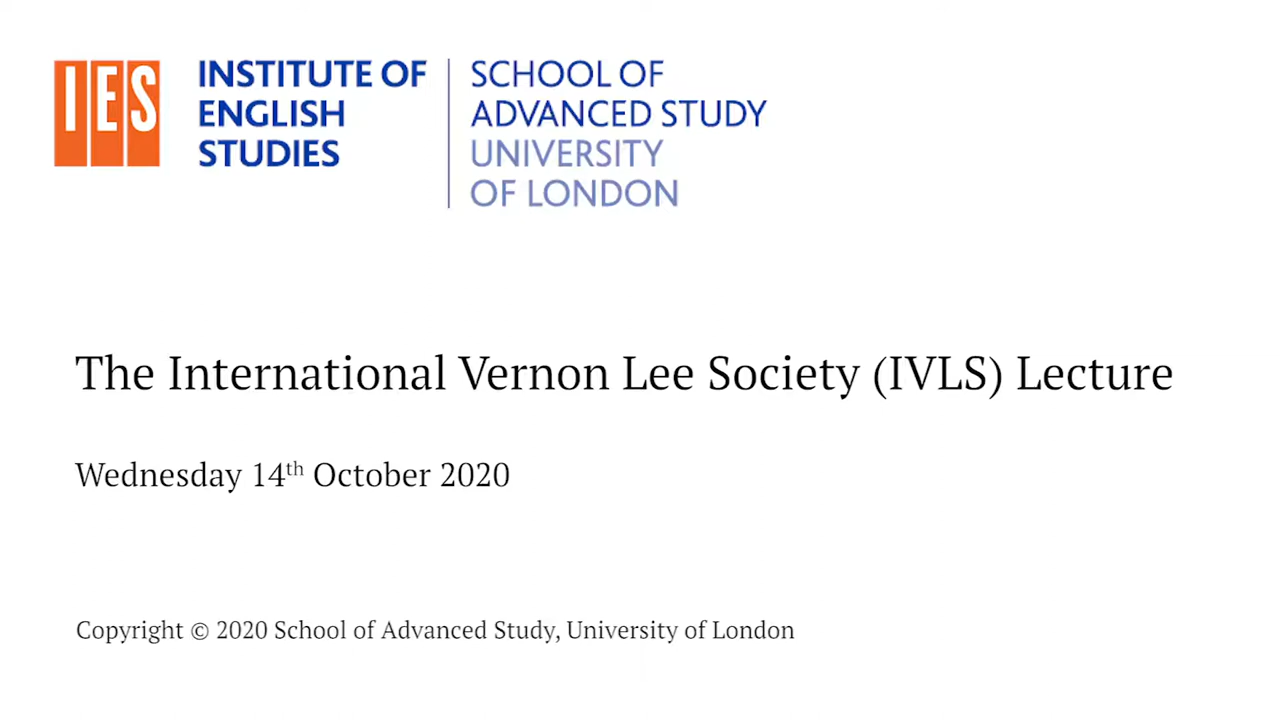 IES
INSTITUTE OF
ENGLISH
STUDIES
SCHOOL OF
ADVANCED STUDY
UNIVERSITY
OF LONDON
The International Vernon Lee Society (IVLS) Lecture
Wednesday 14th October 2020
Copyright © 2020 School of Advanced Study, University of London